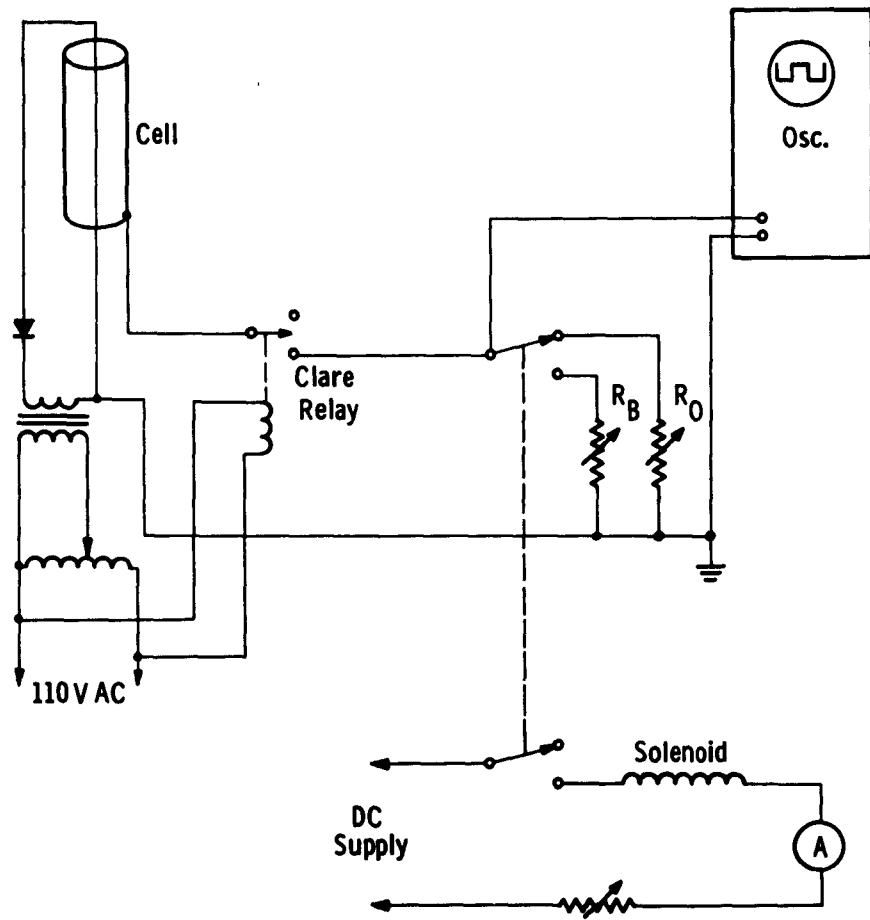 Cell
Osc.
Clare
Relay
R_B
R_O
110 V AC
Solenoid
DC
Supply
A